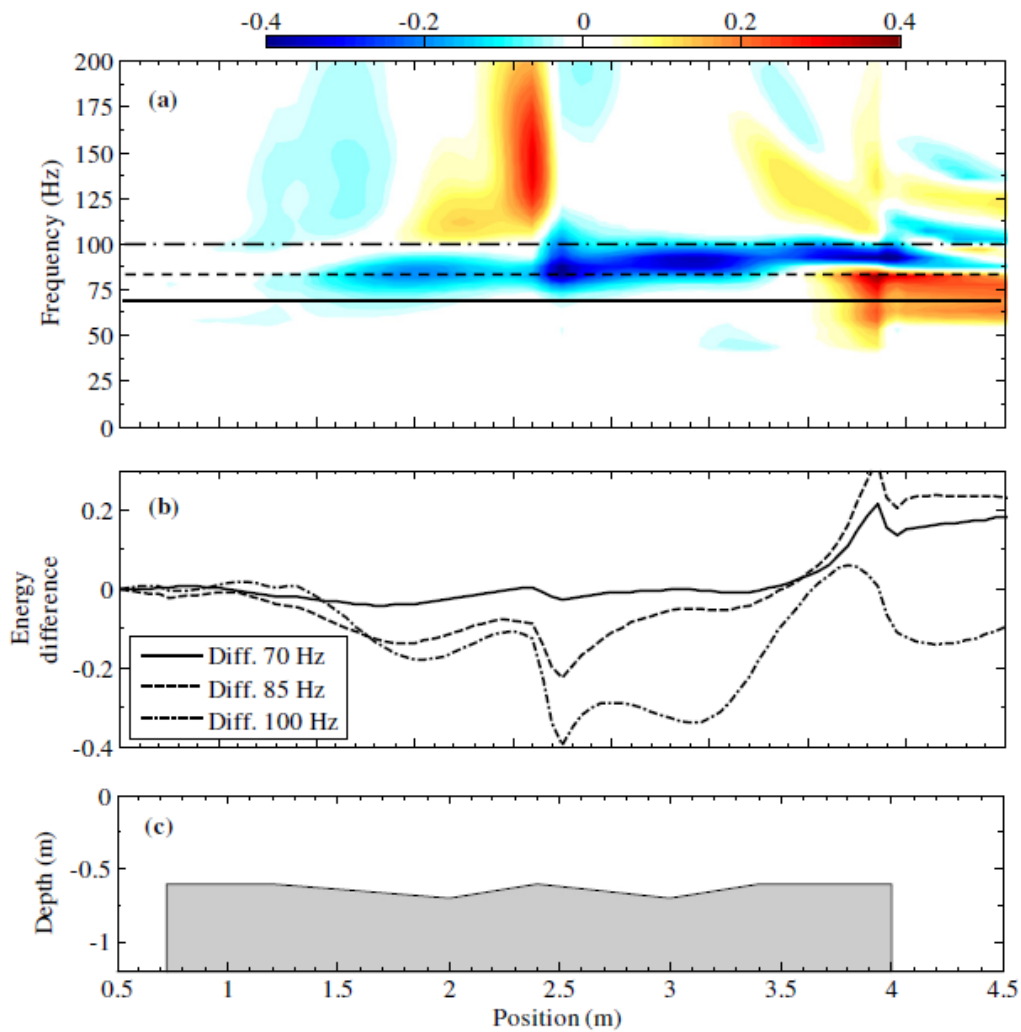 -0.4 -0.2 0 0.2 0.4
200
(a)
175
150
125
100
75
50
25
0
Frequency (Hz)
(b)
0.2
0
-0.2
-0.4
Energy
difference
Diff. 70 Hz
Diff. 85 Hz
Diff. 100 Hz
0
(c)
-0.5
-1
Depth (m)
0.5 1 1.5 2 2.5 3 3.5 4 4.5
Position (m)